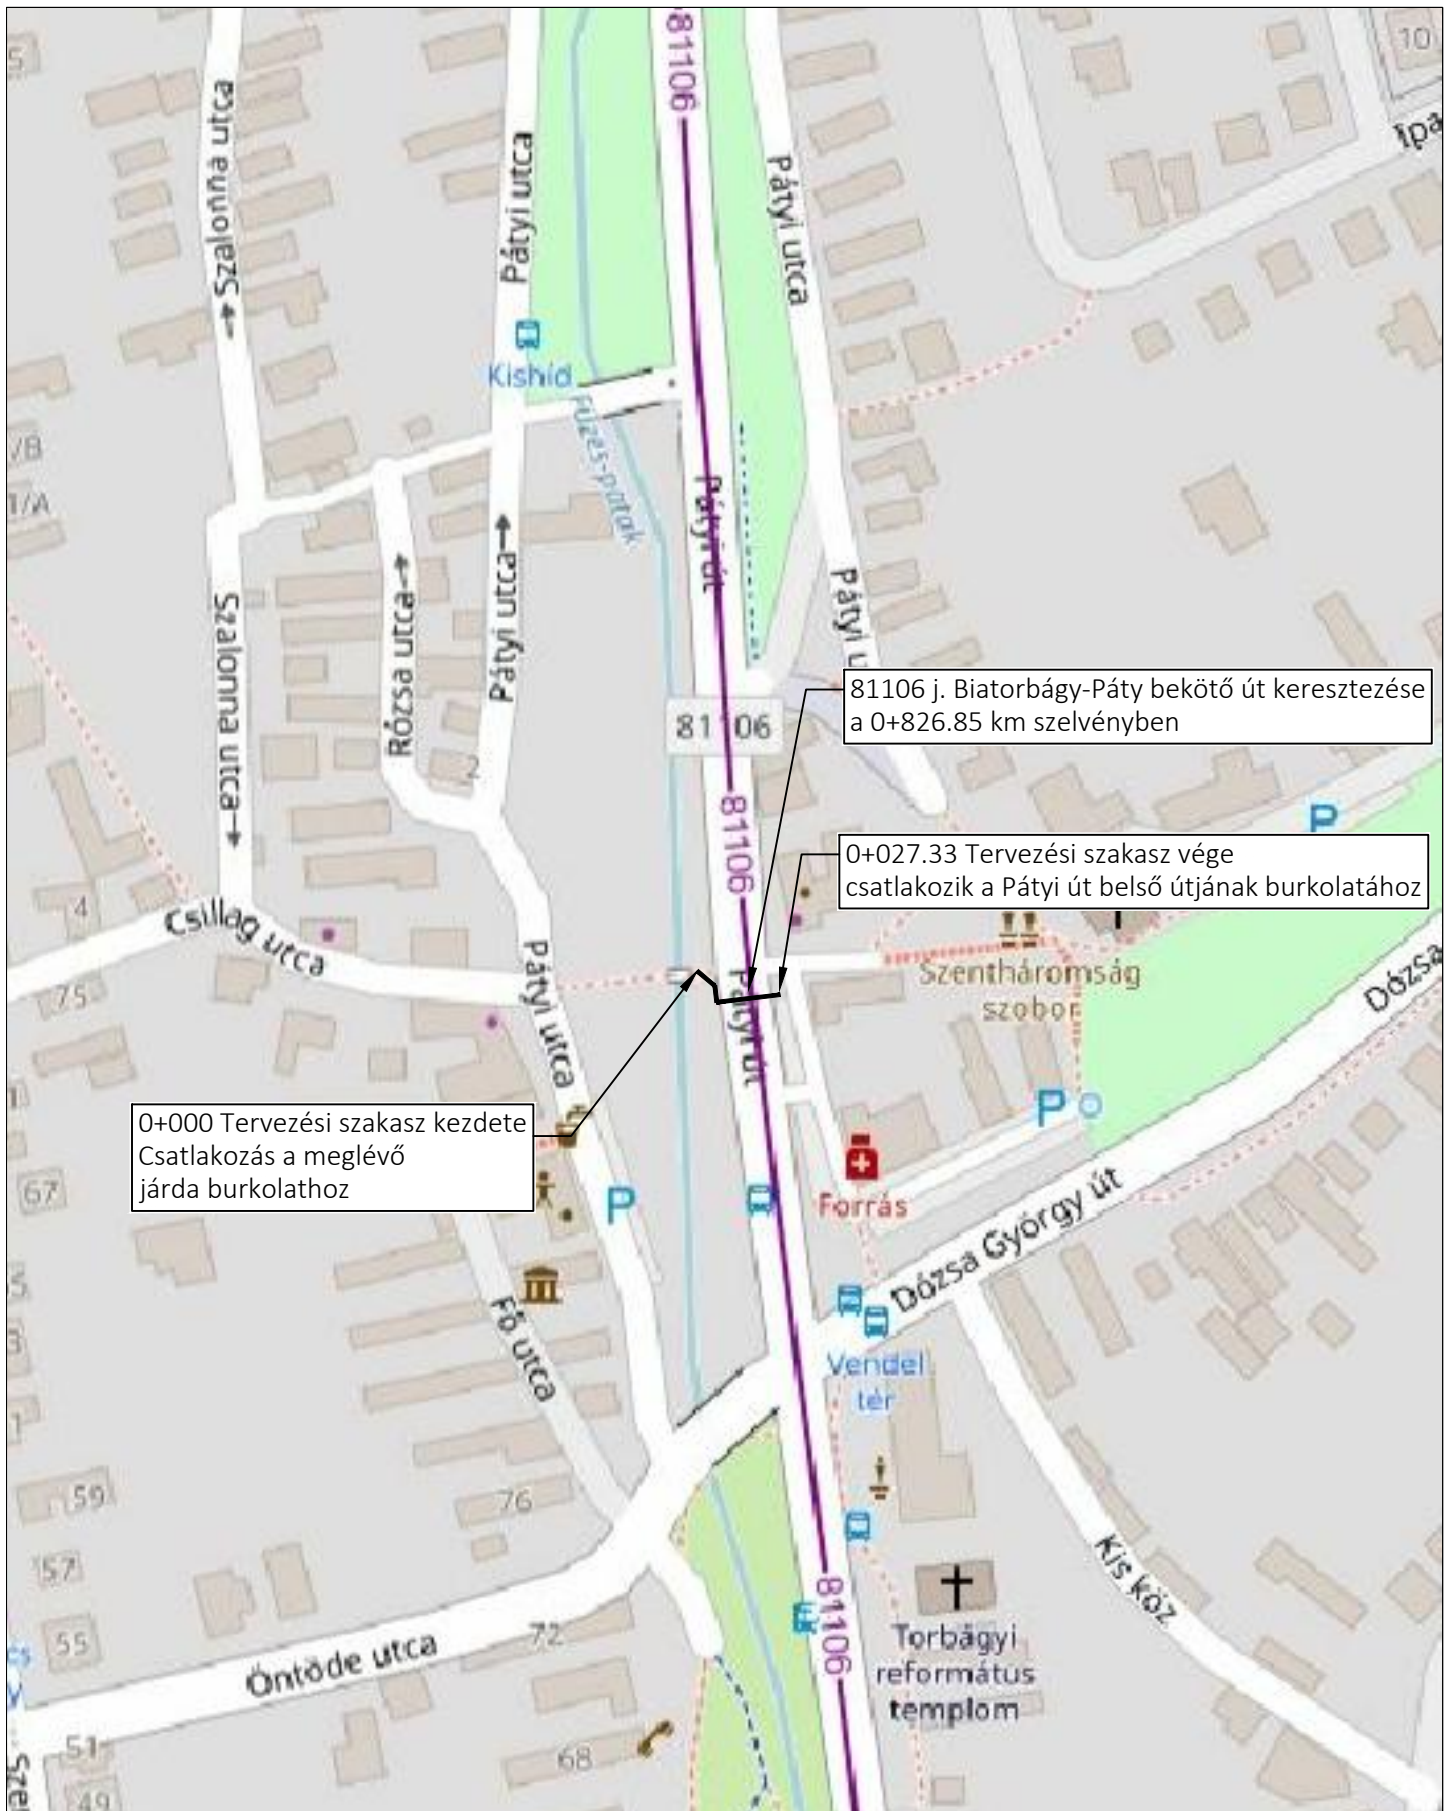 81106
10
Szalonna utca
Pátyi utca
Pátyi utca
Kishíd
Füzes-patak
/B
1/A
Pátyi út
Szalonna utca
Rózsa utca
Pátyi utca
2
81106 j. Biatorbágy-Páty bekötő út keresztezése
a 0+826.85 km szelvényben
81106
P
0+027.33 Tervezési szakasz vége
csatlakozik a Pátyi út belső útjának burkolatához
4
Csillag utca
75
Pátyi utca
Pátyi út
Szentháromság
szobor
Dózsa
0+000 Tervezési szakasz kezdete
Csatlakozás a meglévő
járda burkolathoz
67
P
P
Forrás
Dózsa György út
Fő utca
Vendel
tér
59
76
57
55
72
Öntöde utca
81106
Kis köz
Torbágyi
református
templom
51
68
49